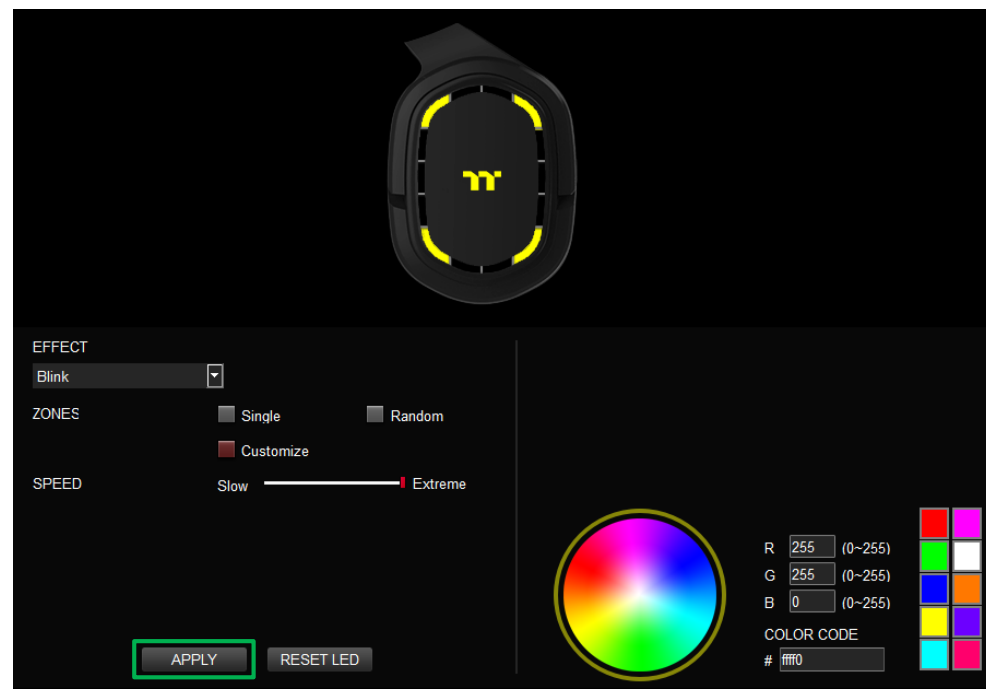 EFFECT
Blink
ZONES
Single
Random
Customize
SPEED
Slow
Extreme
R 255 (0~255)
G 255 (0~255)
B 0 (0~255)
COLOR CODE
# ffff0
APPLY
RESET LED